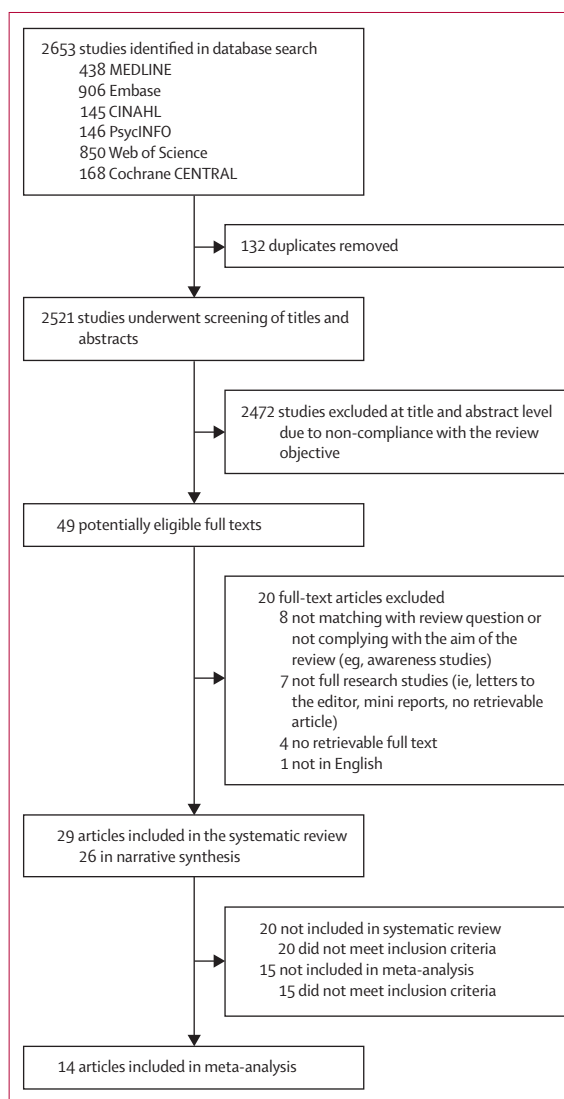 2653 studies identified in database search
438 MEDLINE
906 Embase
145 CINAHL
146 PsycINFO
850 Web of Science
168 Cochrane CENTRAL
132 duplicates removed
2521 studies underwent screening of titles and
abstracts
2472 studies excluded at title and abstract level
due to non-compliance with the review
objective
49 potentially eligible full texts
20 full-text articles excluded
8 not matching with review question or
not complying with the aim of the
review (eg, awareness studies)
7 not full research studies (ie, letters to
the editor, mini reports, no retrievable
article)
4 no retrievable full text
1 not in English
29 articles included in the systematic review
26 in narrative synthesis
20 not included in systematic review
20 did not meet inclusion criteria
15 not included in meta-analysis
15 did not meet inclusion criteria
14 articles included in meta-analysis